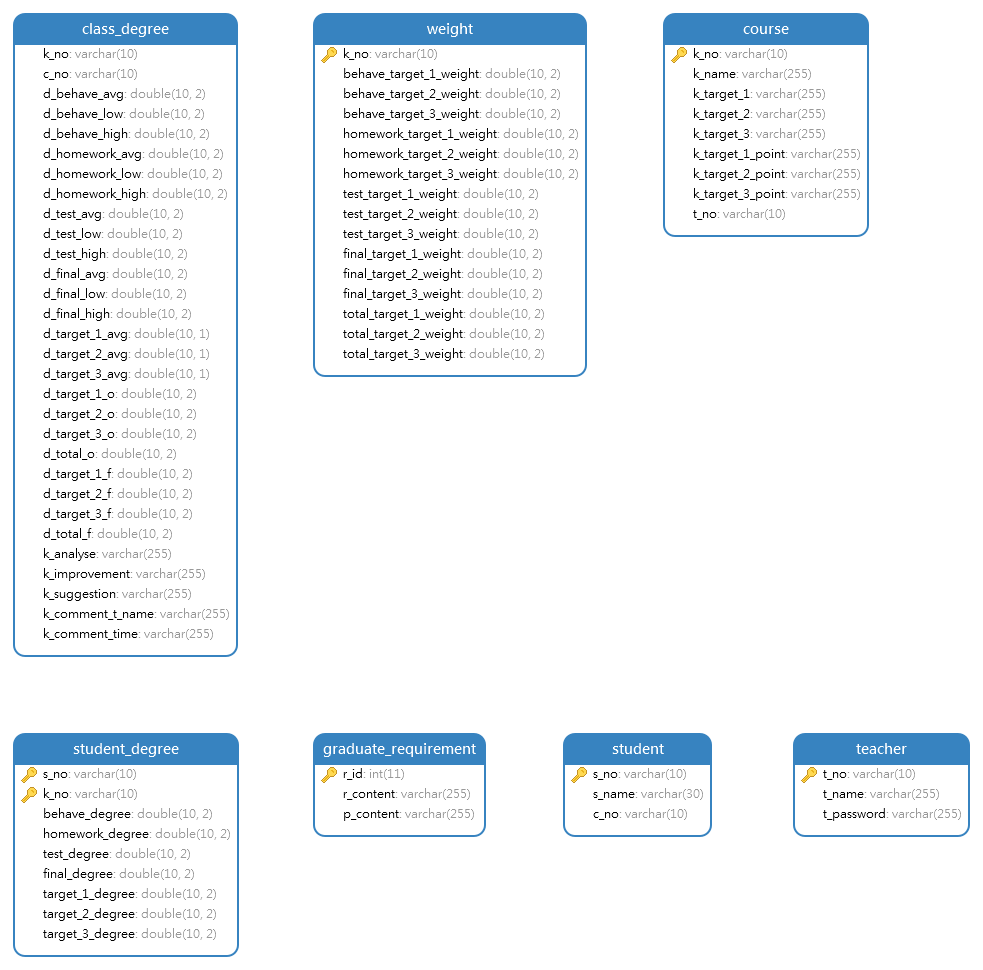 class_degree
k_no: varchar(10)
c_no: varchar(10)
d_behave_avg: double(10, 2)
d_behave_low: double(10, 2)
d_behave_high: double(10, 2)
d_homework_avg: double(10, 2)
d_homework_low: double(10, 2)
d_homework_high: double(10, 2)
d_test_avg: double(10, 2)
d_test_low: double(10, 2)
d_test_high: double(10, 2)
d_final_avg: double(10, 2)
d_final_low: double(10, 2)
d_final_high: double(10, 2)
d_target_1_avg: double(10, 1)
d_target_2_avg: double(10, 1)
d_target_3_avg: double(10, 1)
d_target_1_o: double(10, 2)
d_target_2_o: double(10, 2)
d_target_3_o: double(10, 2)
d_total_o: double(10, 2)
d_target_1_f: double(10, 2)
d_target_2_f: double(10, 2)
d_target_3_f: double(10, 2)
d_total_f: double(10, 2)
k_analyse: varchar(255)
k_improvement: varchar(255)
k_suggestion: varchar(255)
k_comment_t_name: varchar(255)
k_comment_time: varchar(255)
weight
k_no: varchar(10)
behave_target_1_weight: double(10, 2)
behave_target_2_weight: double(10, 2)
behave_target_3_weight: double(10, 2)
homework_target_1_weight: double(10, 2)
homework_target_2_weight: double(10, 2)
homework_target_3_weight: double(10, 2)
test_target_1_weight: double(10, 2)
test_target_2_weight: double(10, 2)
test_target_3_weight: double(10, 2)
final_target_1_weight: double(10, 2)
final_target_2_weight: double(10, 2)
final_target_3_weight: double(10, 2)
total_target_1_weight: double(10, 2)
total_target_2_weight: double(10, 2)
total_target_3_weight: double(10, 2)
course
k_no: varchar(10)
k_name: varchar(255)
k_target_1: varchar(255)
k_target_2: varchar(255)
k_target_3: varchar(255)
k_target_1_point: varchar(255)
k_target_2_point: varchar(255)
k_target_3_point: varchar(255)
t_no: varchar(10)
student_degree
s_no: varchar(10)
k_no: varchar(10)
behave_degree: double(10, 2)
homework_degree: double(10, 2)
test_degree: double(10, 2)
final_degree: double(10, 2)
target_1_degree: double(10, 2)
target_2_degree: double(10, 2)
target_3_degree: double(10, 2)
graduate_requirement
r_id: int(11)
r_content: varchar(255)
p_content: varchar(255)
student
s_no: varchar(10)
s_name: varchar(30)
c_no: varchar(10)
teacher
t_no: varchar(10)
t_name: varchar(255)
t_password: varchar(255)